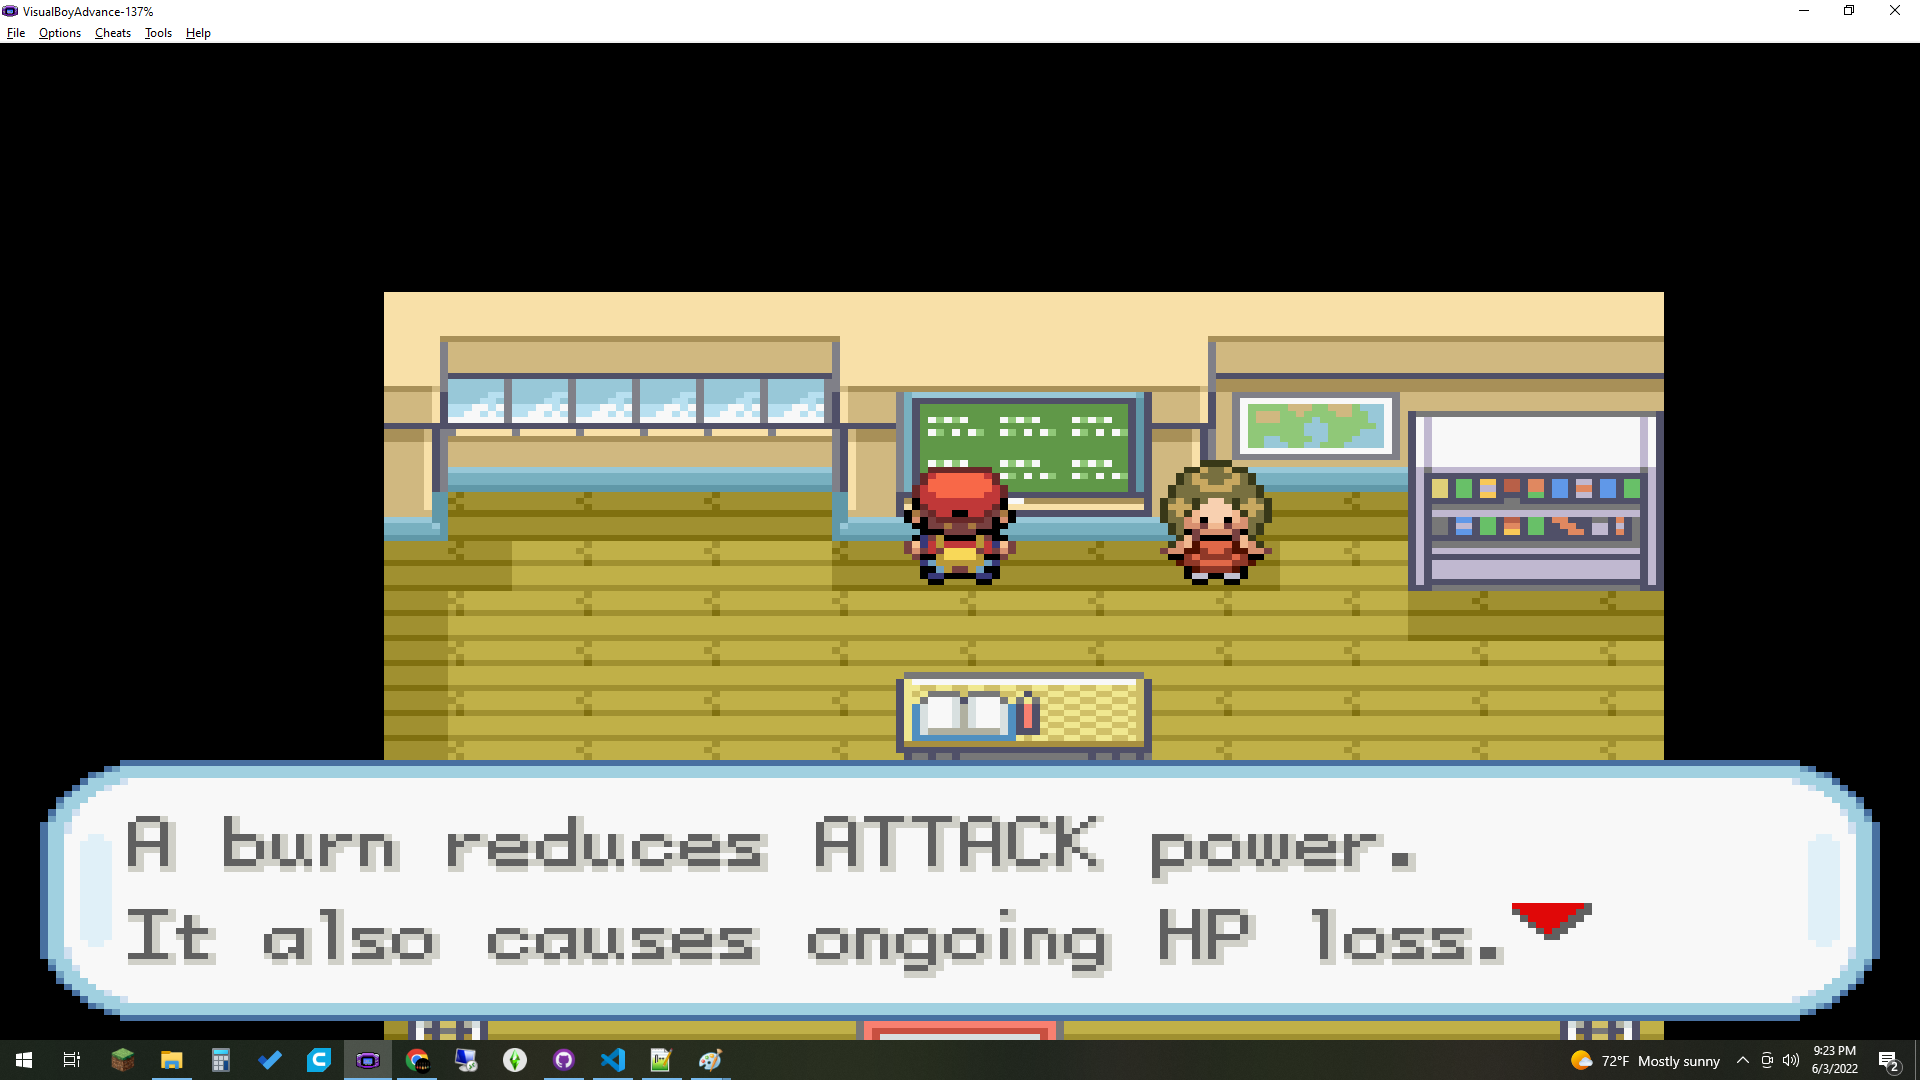 VisualBoyAdvance-137%
File Options Cheats Tools Help
A burn reduces ATTACK power.
It also causes ongoing HP loss.
72°F Mostly sunny
9:23 PM
6/3/2022
2